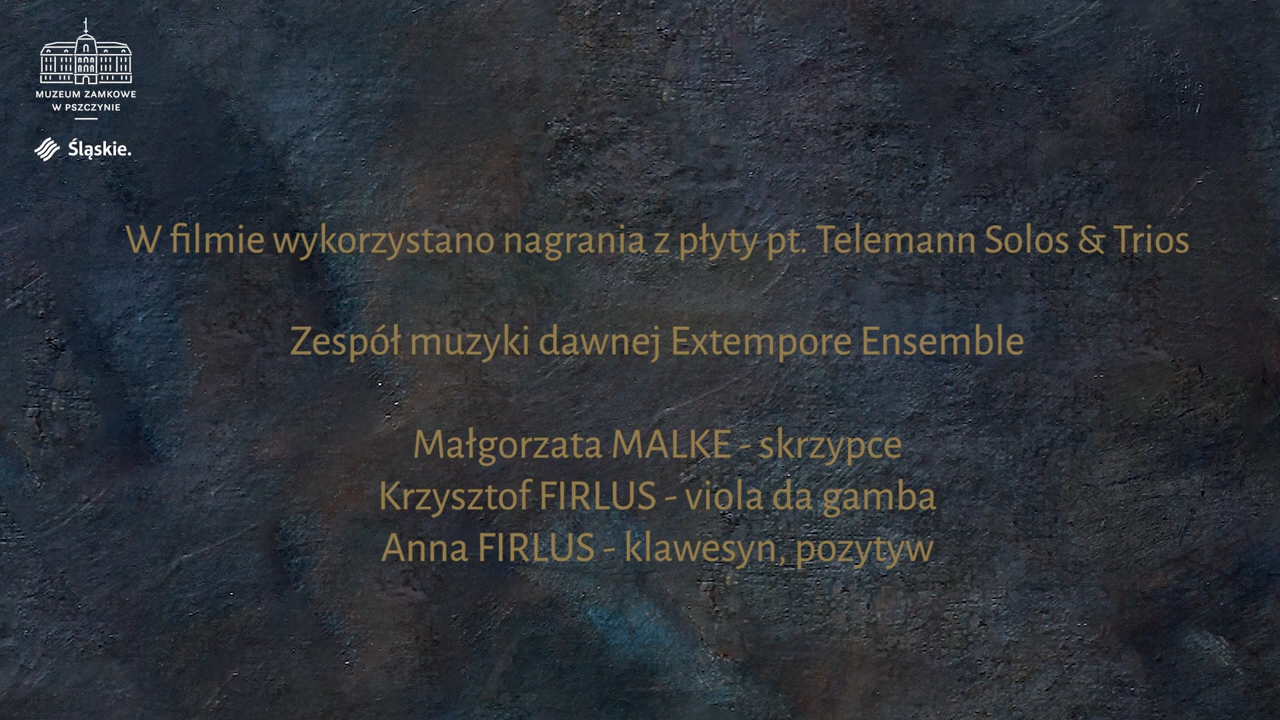 MUZEUM ZAMKOWE
W PSZCZYNIE
Śląskie.
W filmie wykorzystano nagrania z płyty pt. Telemann Solos & Trios
Zespół muzyki dawnej Extempore Ensemble
Małgorzata MALKE - skrzypce
Krzysztof FIRLUS - viola da gamba
Anna FIRLUS - klawesyn, pozytyw